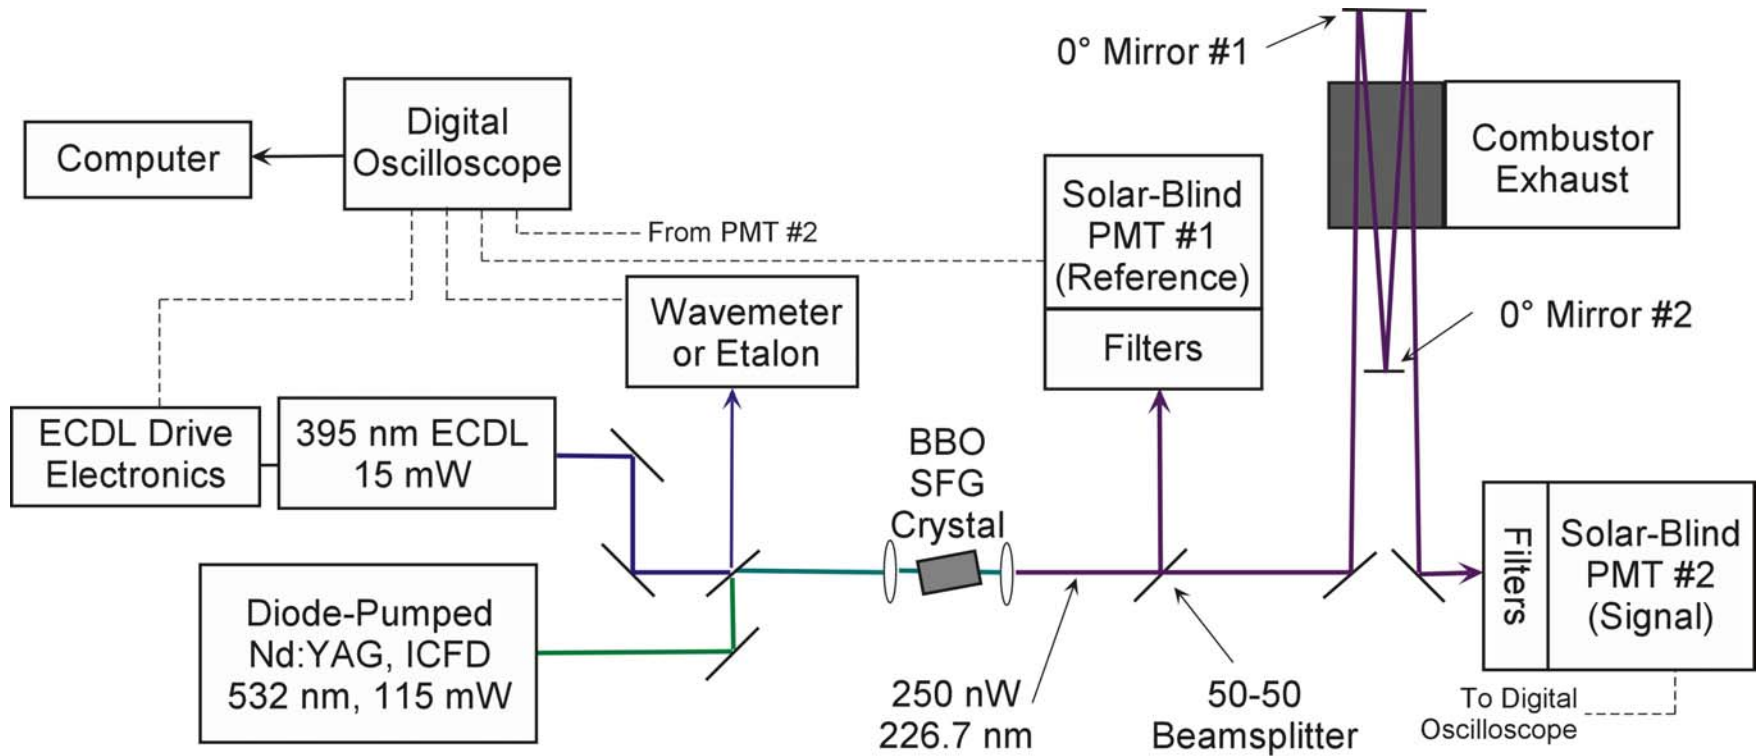 0° Mirror #1
Digital
Oscilloscope
Computer
Combustor
Exhaust
Solar-Blind
PMT #1
(Reference)
From PMT #2
Wavemeter
or Etalon
Filters
0° Mirror #2
ECDL Drive
Electronics
395 nm ECDL
15 mW
BBO
SFG
Crystal
Filters
Solar-Blind
PMT #2
(Signal)
Diode-Pumped
Nd:YAG, ICFD
532 nm, 115 mW
250 nW
226.7 nm
50-50
Beamsplitter
To Digital
Oscilloscope